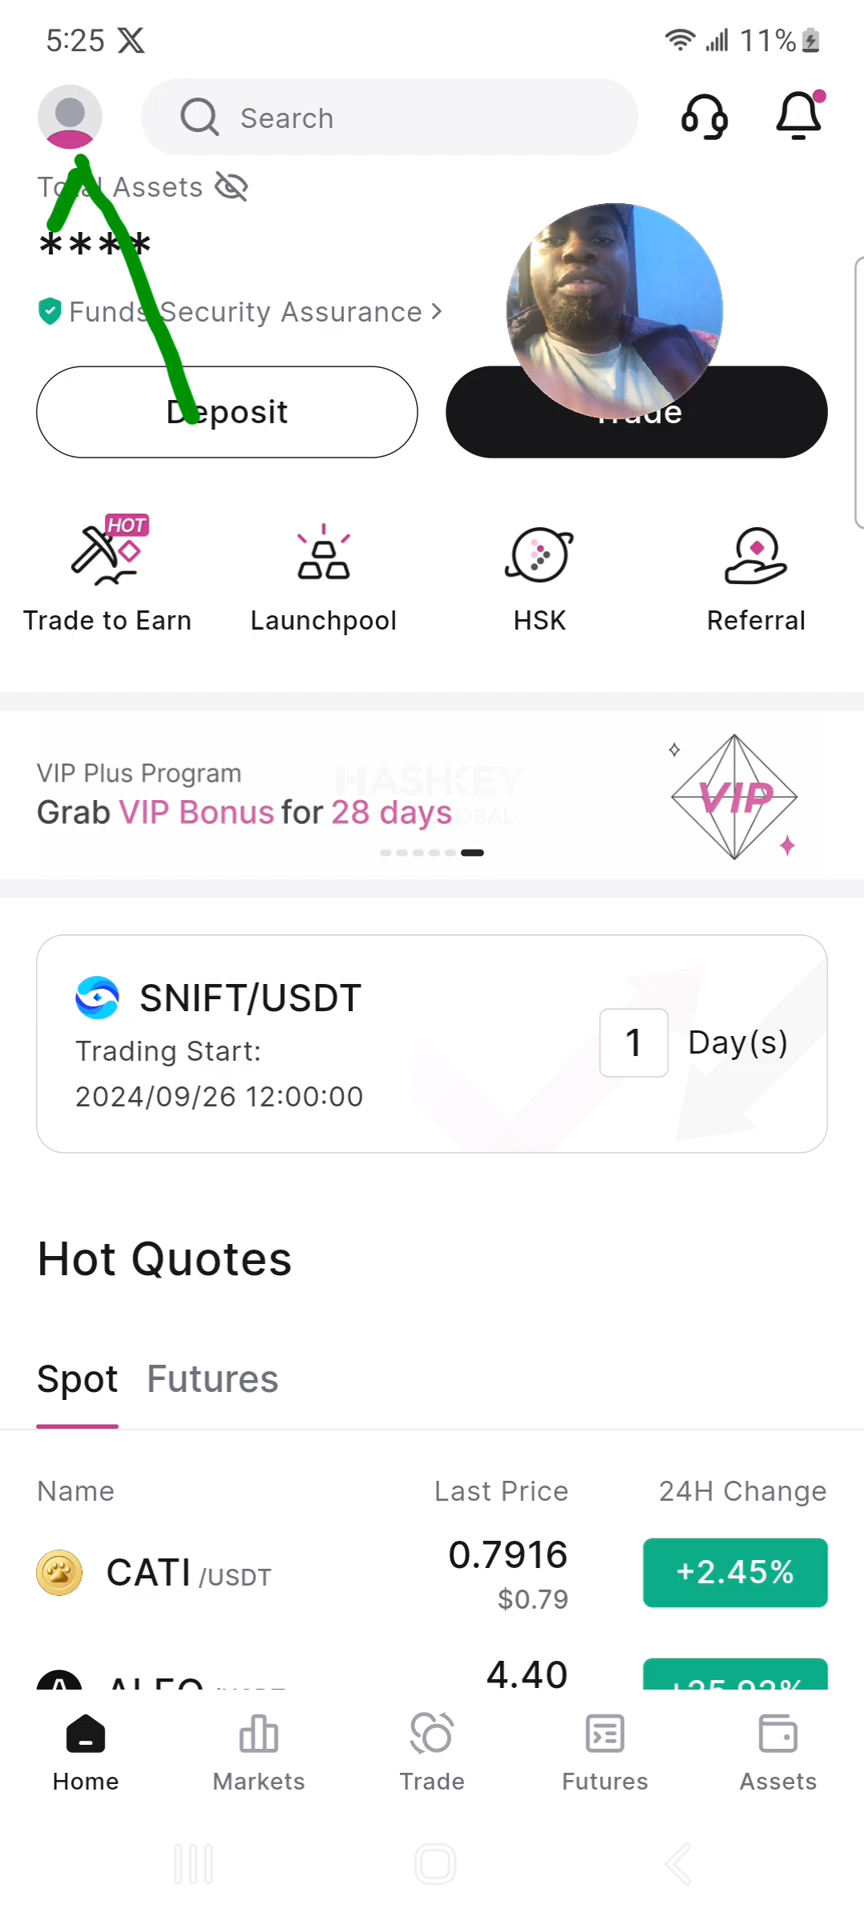 5:25 X 11%
Search
Total Assets
****
Funds Security Assurance >
Deposit
Trade
HOT
Trade to Earn Launchpool HSK Referral
VIP Plus Program
HASHKEY
Grab VIP Bonus for 28 days
GLOBAL
VIP
SNIFT/USDT
Trading Start:
1 Day(s)
2024/09/26 12:00:00
Hot Quotes
Spot Futures
Name Last Price 24H Change
CATI /USDT 0.7916 +2.45%
$0.79
4.40
Home Markets Trade Futures Assets